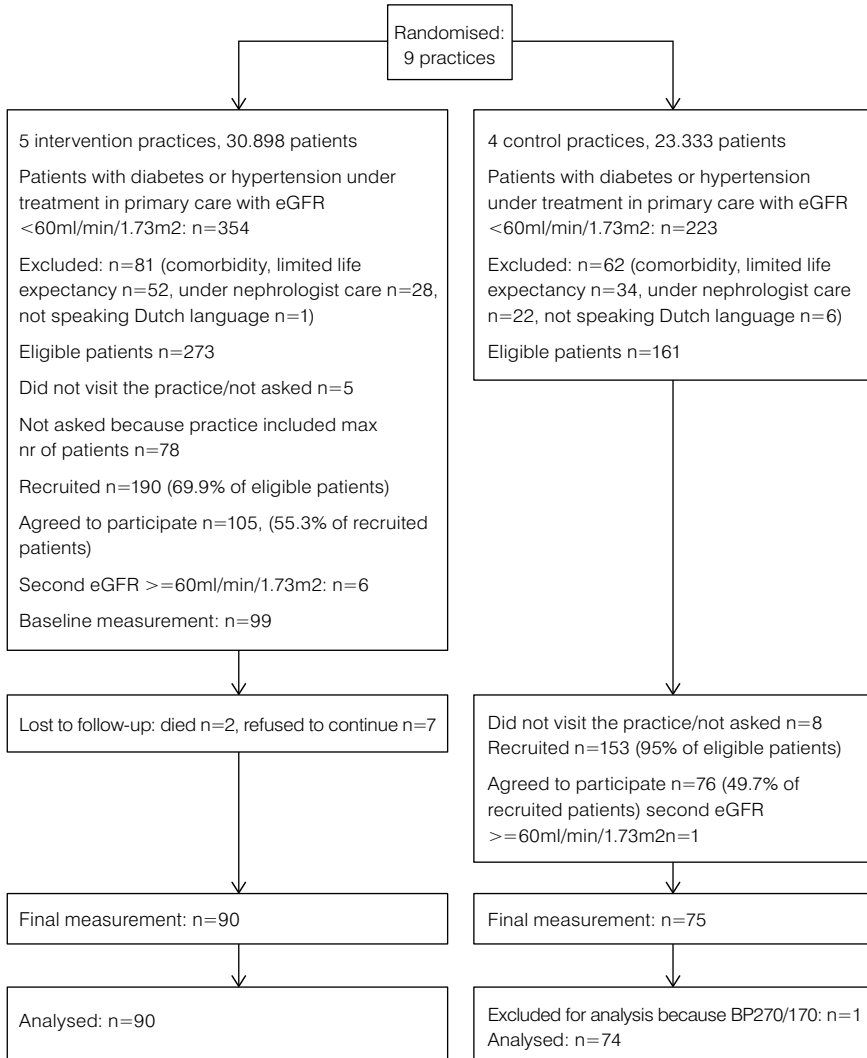 Randomised:
9 practices
5 intervention practices, 30.898 patients
Patients with diabetes or hypertension under
treatment in primary care with eGFR
<60ml/min/1.73m2: n=354
Excluded: n=81 (comorbidity, limited life
expectancy n=52, under nephrologist care n=28,
not speaking Dutch language n=1)
Eligible patients n=273
Did not visit the practice/not asked n=5
Not asked because practice included max
nr of patients n=78
Recruited n=190 (69.9% of eligible patients)
Agreed to participate n=105, (55.3% of recruited
patients)
Second eGFR >=60ml/min/1.73m2: n=6
Baseline measurement: n=99
4 control practices, 23.333 patients
Patients with diabetes or hypertension
under treatment in primary care with eGFR
<60ml/min/1.73m2: n=223
Excluded: n=62 (comorbidity, limited life
expectancy n=34, under nephrologist care
n=22, not speaking Dutch language n=6)
Eligible patients n=161
Lost to follow-up: died n=2, refused to continue n=7
Did not visit the practice/not asked n=8
Recruited n=153 (95% of eligible patients)
Agreed to participate n=76 (49.7% of
recruited patients) second eGFR
>=60ml/min/1.73m2n=1
Final measurement: n=90
Final measurement: n=75
Analysed: n=90
Excluded for analysis because BP270/170: n=1
Analysed: n=74